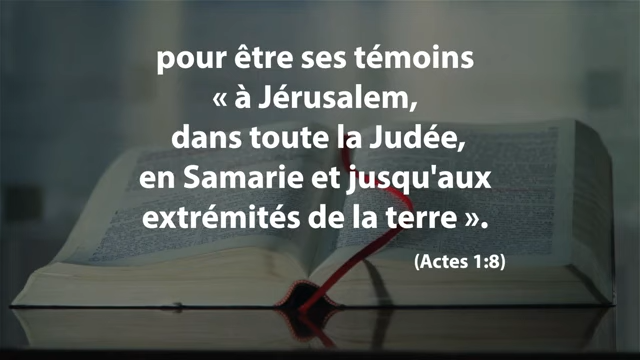 pour être ses témoins
« à Jérusalem,
dans toute la Judée,
en Samarie et jusqu'aux
extrémités de la terre ».
(Actes 1:8)